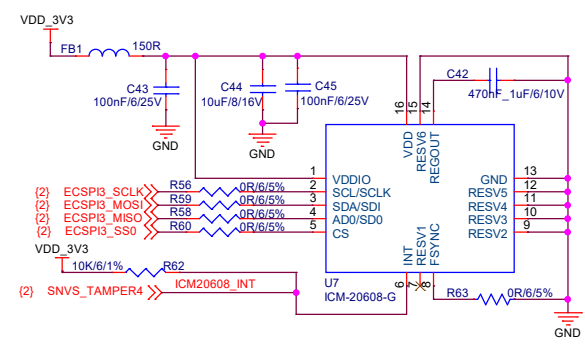 VDD_3V3
FB1 150R
C43
100nF/6/25V
C44
10uF/8/16V
C45
100nF/6/25V
C42
470nF_1uF/6/10V
GND
GND
16 15 14
VDD RESV6 REGOUT
1 VDDIO
2 SCL/SCLK
3 SDA/SDI
4 AD0/SD0
5 CS
GND 13
RESV5 12
RESV4 11
RESV3 10
RESV2 9
{2} ECSPI3_SCLK R56 0R/6/5%
{2} ECSPI3_MOSI R59 0R/6/5%
{2} ECSPI3_MISO R58 0R/6/5%
{2} ECSPI3_SS0 R60 0R/6/5%
VDD_3V3
10K/6/1% R62
{2} SNVS_TAMPER4 ICM20608_INT
INT RESV1 FSYNC
6 7 8
U7
ICM-20608-G
R63 0R/6/5%
GND